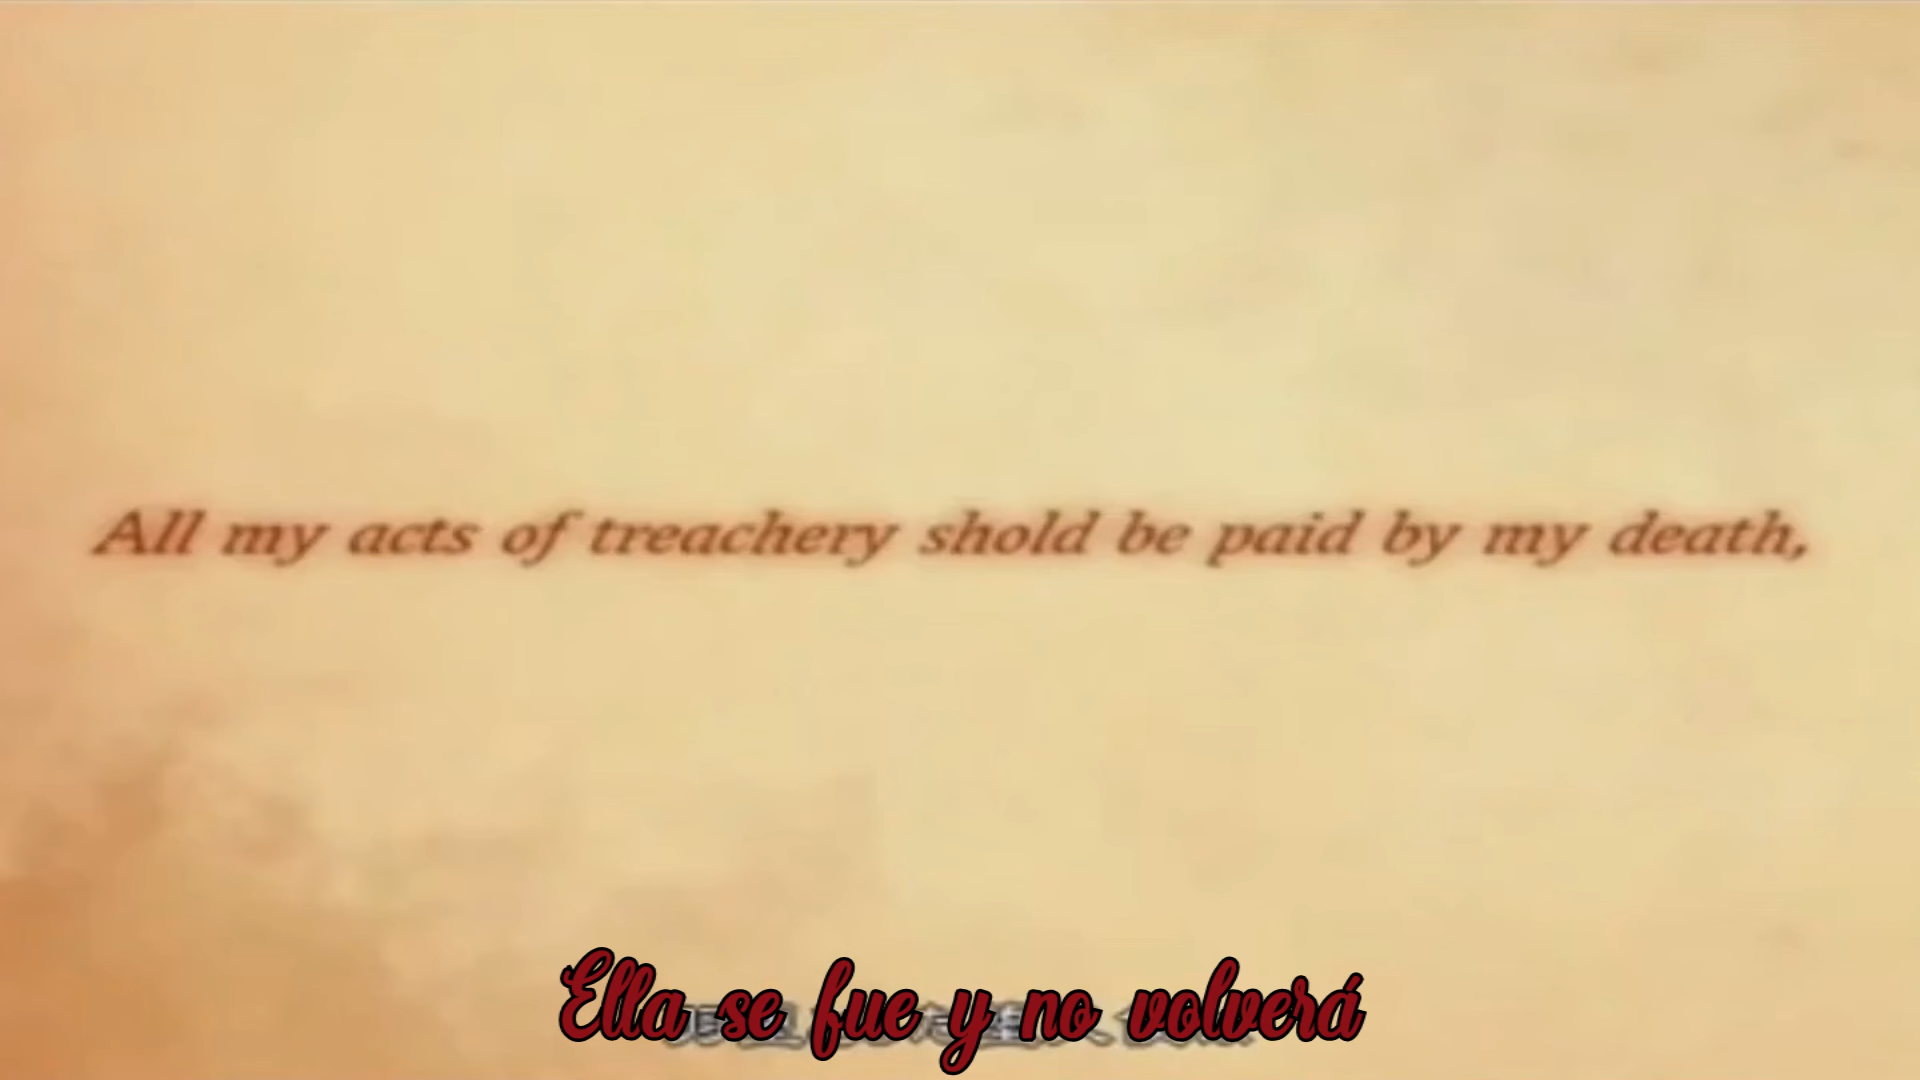 All my acts of treachery shold be paid by my death,
Ella se fue y no volverá